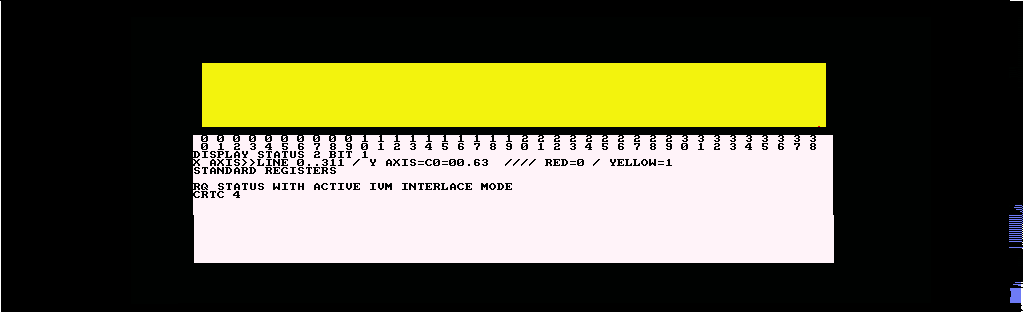 0 0 0 0 0 0 0 0 0 0 1 1 1 1 1 1 1 1 1 1 2 2 2 2 2 2 2 2 2 2 3 3 3 3 3 3 3 3 3
0 1 2 3 4 5 6 7 8 9 0 1 2 3 4 5 6 7 8 9 0 1 2 3 4 5 6 7 8 9 0 1 2 3 4 5 6 7 8
DISPLAY STATUS 2 BIT 1
X AXIS>>LINE 0..311 / Y AXIS=C0=00.63  //// RED=0 / YELLOW=1
STANDARD REGISTERS
RQ STATUS WITH ACTIVE IVM INTERLACE MODE
CRTC 4